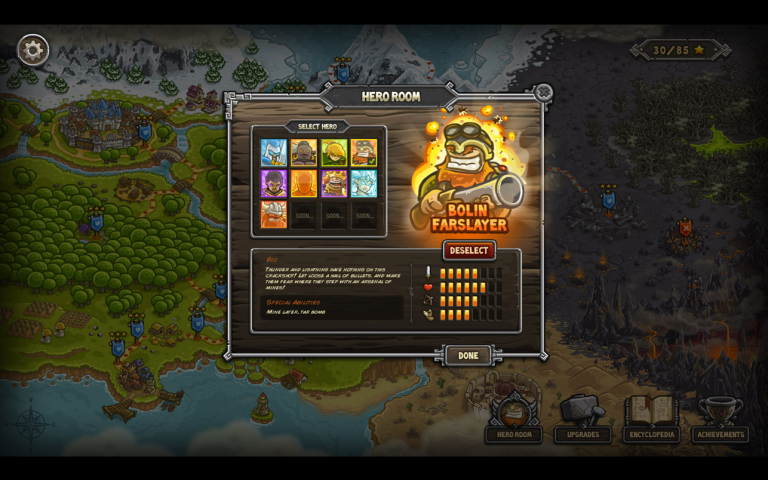 30/85
HERO ROOM
SELECT HERO
SOON... SOON... SOON...
BOLIN
FARSLAYER
DESELECT
Bio
Thunder and lightning have nothing on this
crackshot! Let loose a hail of bullets, and make
them fear where they step with an arsenal of
mines!
Special Abilities
Mine layer, tar bomb
DONE
HERO ROOM
UPGRADES
ENCYCLOPEDIA
ACHIEVEMENTS